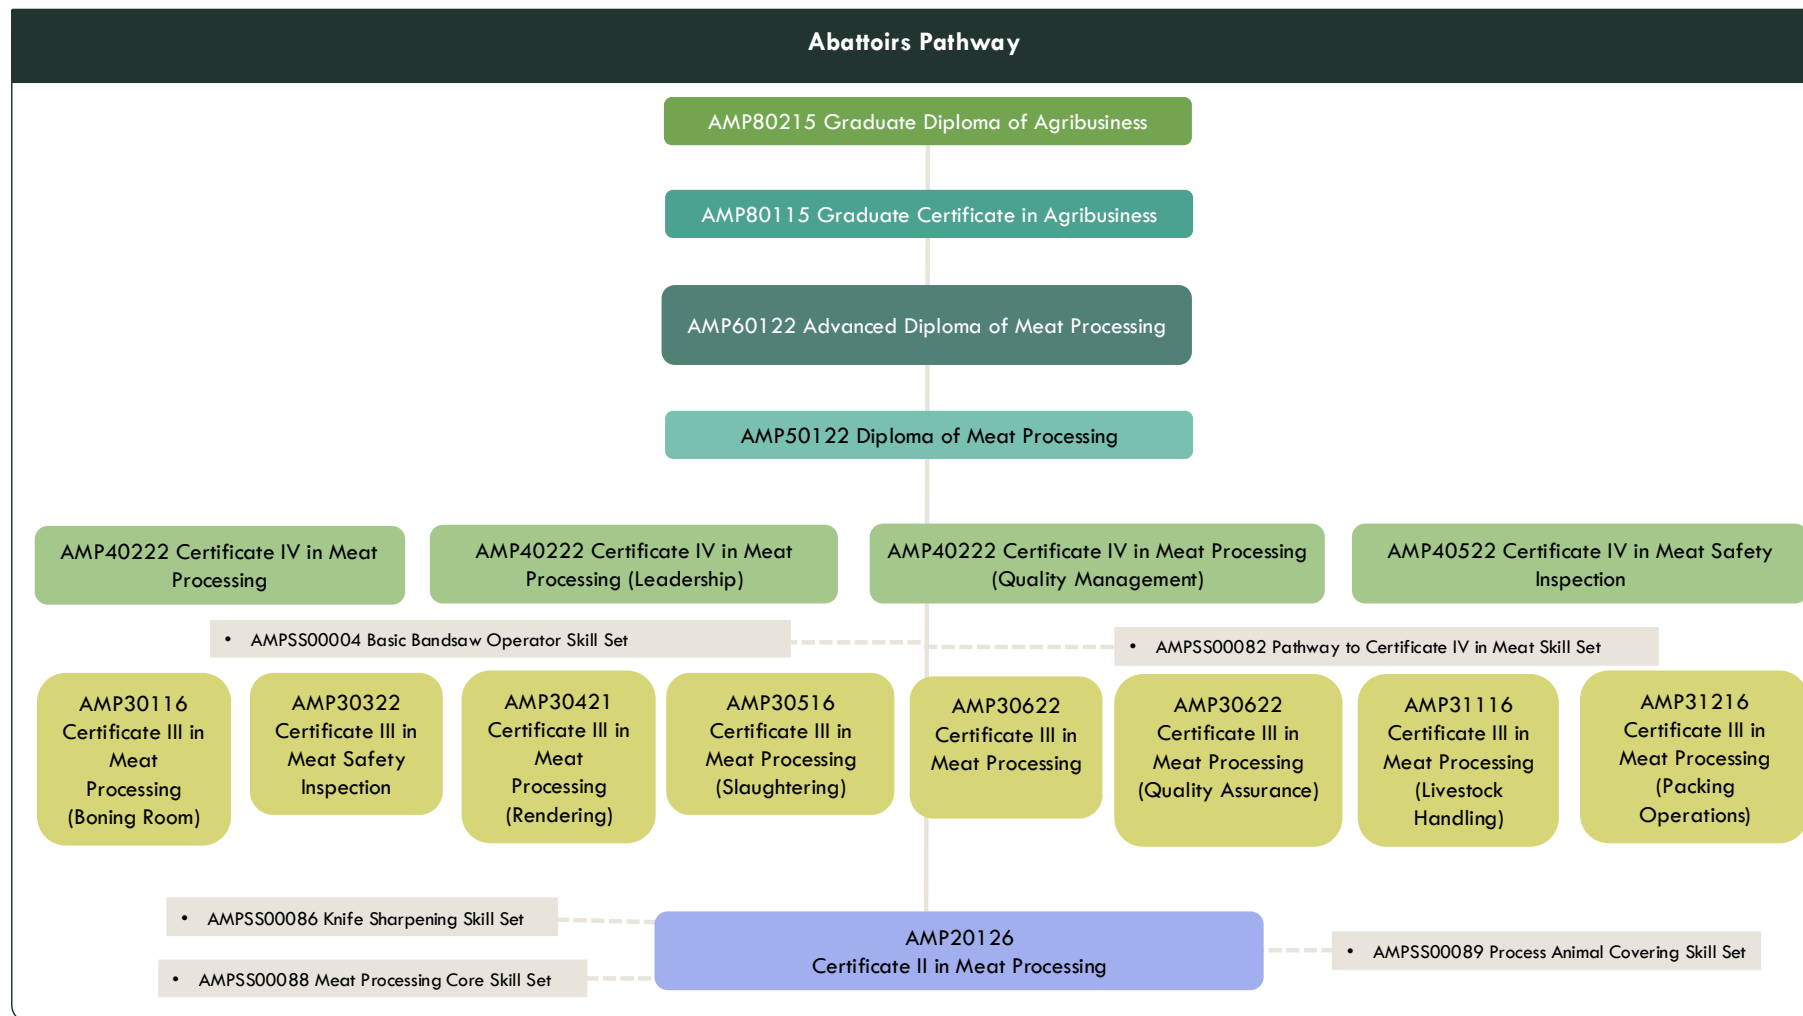 Abattoirs Pathway
AMP80215 Graduate Diploma of Agribusiness
AMP80115 Graduate Certificate in Agribusiness
AMP60122 Advanced Diploma of Meat Processing
AMP50122 Diploma of Meat Processing
AMP40222 Certificate IV in Meat
Processing
AMP40222 Certificate IV in Meat
Processing (Leadership)
AMP40222 Certificate IV in Meat Processing
(Quality Management)
AMP40522 Certificate IV in Meat Safety
Inspection
• AMPSS00004 Basic Bandsaw Operator Skill Set
• AMPSS00082 Pathway to Certificate IV in Meat Skill Set
AMP30116
Certificate III in
Meat
Processing
(Boning Room)
AMP30322
Certificate III in
Meat Safety
Inspection
AMP30421
Certificate III in
Meat
Processing
(Rendering)
AMP30516
Certificate III in
Meat Processing
(Slaughtering)
AMP30622
Certificate III in
Meat Processing
AMP30622
Certificate III in
Meat Processing
(Quality Assurance)
AMP31116
Certificate III in
Meat Processing
(Livestock
Handling)
AMP31216
Certificate III in
Meat Processing
(Packing
Operations)
• AMPSS00086 Knife Sharpening Skill Set
• AMPSS00088 Meat Processing Core Skill Set
AMP20126
Certificate II in Meat Processing
• AMPSS00089 Process Animal Covering Skill Set